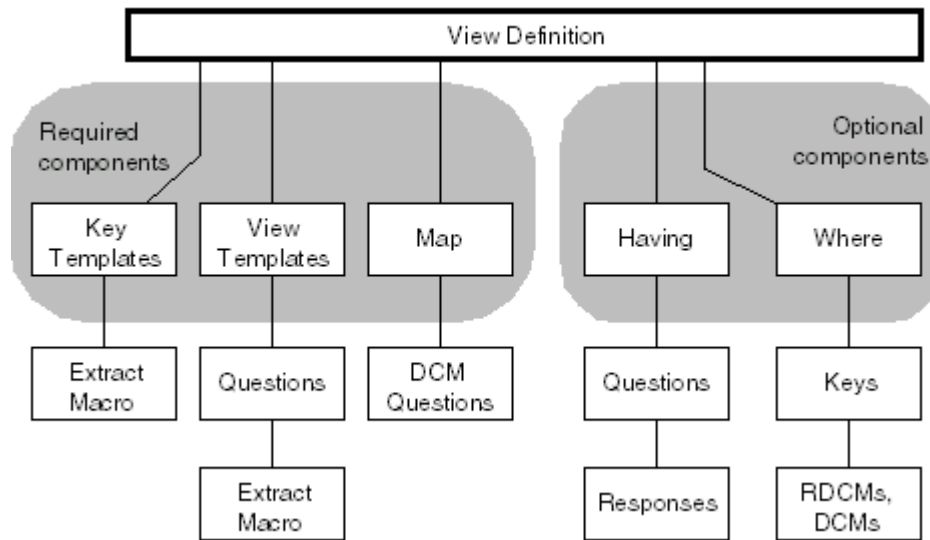 View Definition
Required
components
Optional
components
Key
Templates
View
Templates
Map
Having
Where
Extract
Macro
Questions
DCM
Questions
Questions
Keys
Extract
Macro
Responses
RDCMs,
DCMs